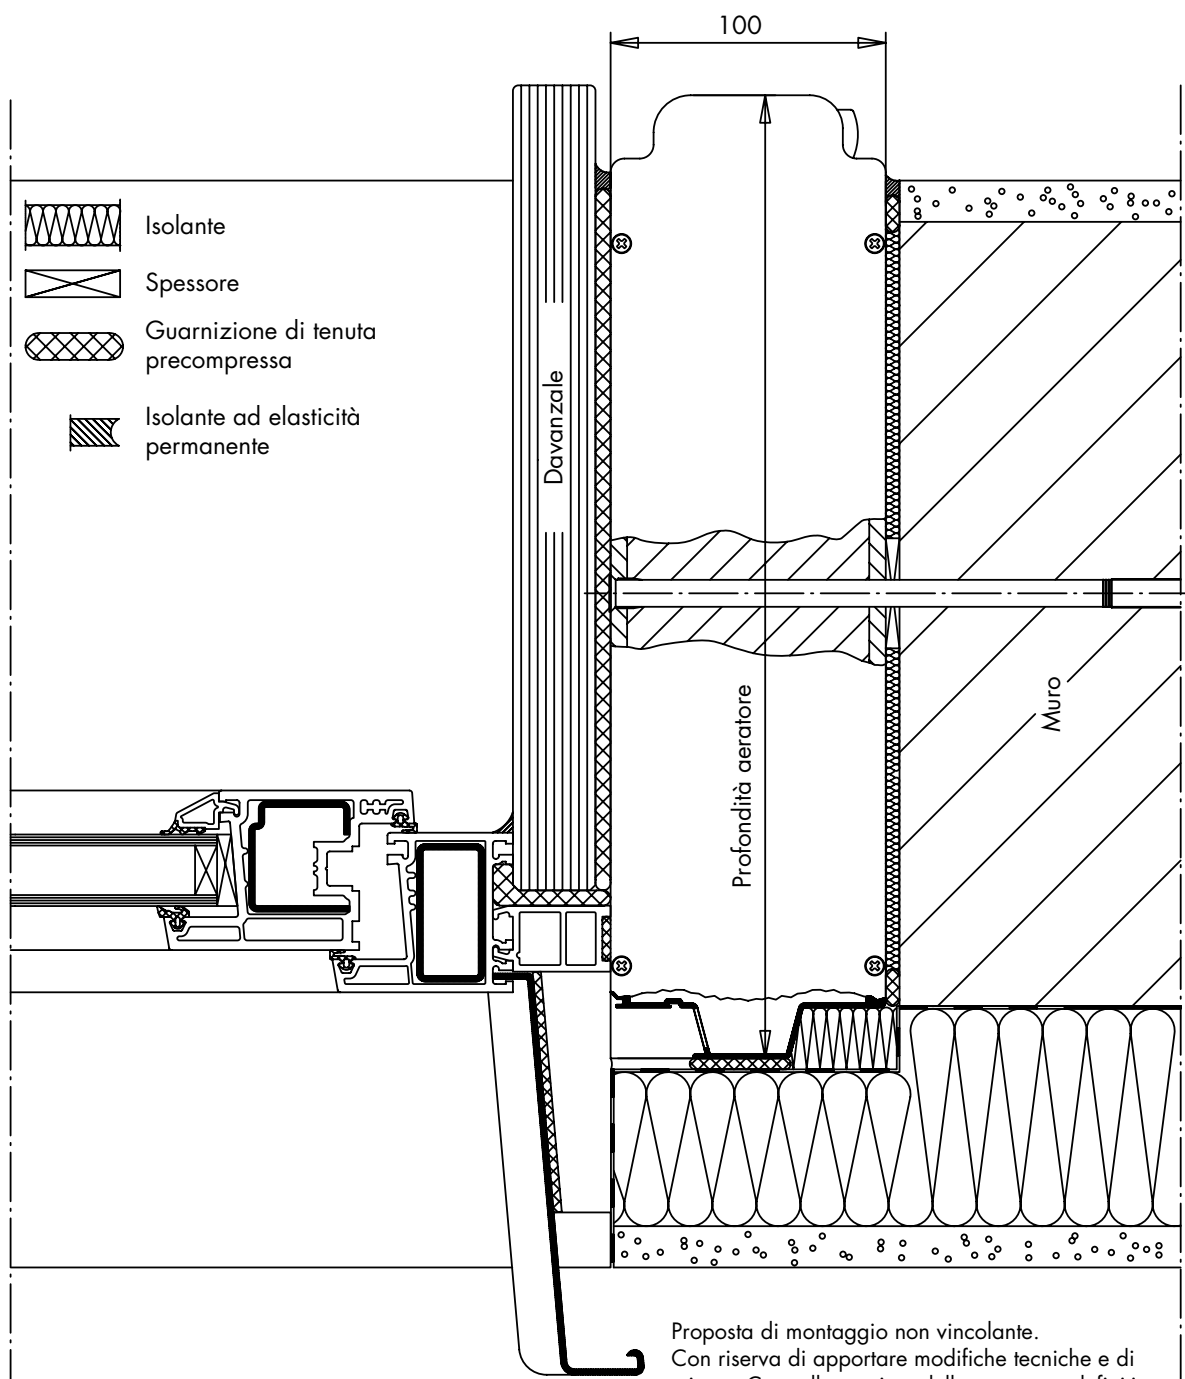 100
Isolante
Spessore
Guarnizione di tenuta
precompressa
Isolante ad elasticità
permanente
Davanzale
Profondità aeratore
Muro
Proposta di montaggio non vincolante.
Con riserva di apportare modifiche tecniche e di